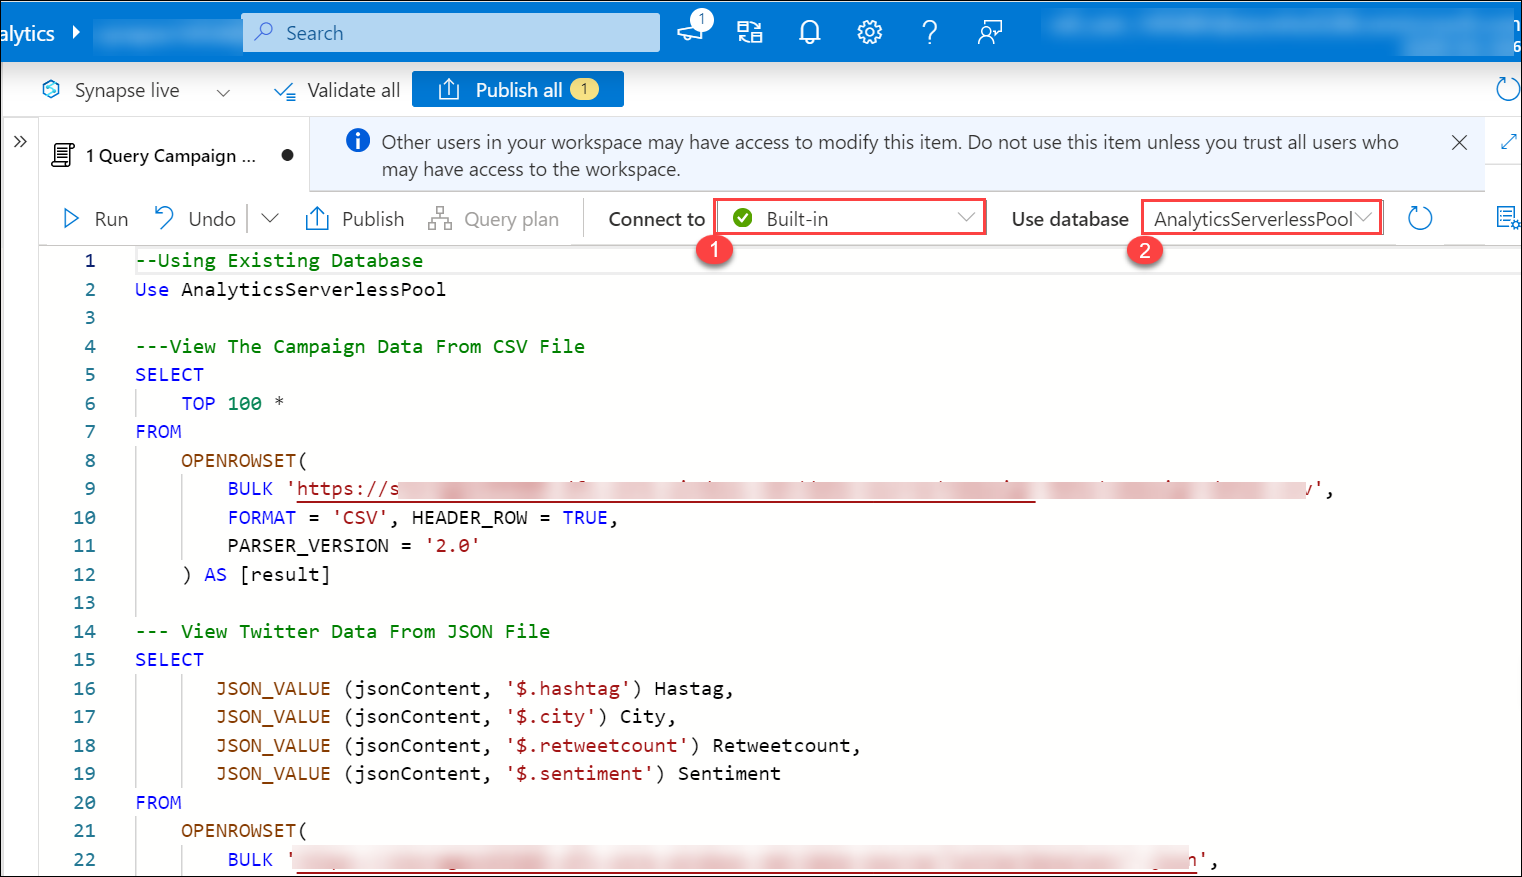 alytics
Search
1
Synapse live
Validate all
Publish all 1
1 Query Campaign ...
Other users in your workspace may have access to modify this item. Do not use this item unless you trust all users who
may have access to the workspace.
Run
Undo
Publish
Query plan
Connect to
Built-in
Use database
AnalyticsServerlessPool
1
2
1 --Using Existing Database
2 Use AnalyticsServerlessPool
3
4 ---View The Campaign Data From CSV File
5 SELECT
6 TOP 100 *
7 FROM
8 OPENROWSET(
9 BULK 'https://s v',
10 FORMAT = 'CSV', HEADER_ROW = TRUE,
11 PARSER_VERSION = '2.0'
12 ) AS [result]
13
14 --- View Twitter Data From JSON File
15 SELECT
16 JSON_VALUE (jsonContent, '$.hashtag') Hastag,
17 JSON_VALUE (jsonContent, '$.city') City,
18 JSON_VALUE (jsonContent, '$.retweetcount') Retweetcount,
19 JSON_VALUE (jsonContent, '$.sentiment') Sentiment
20 FROM
21 OPENROWSET(
22 BULK ' ',